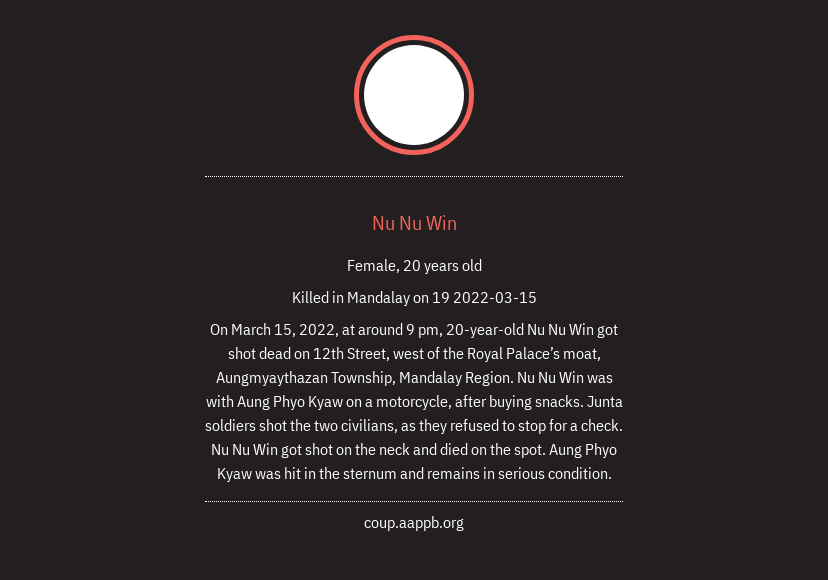 Nu Nu Win
Female, 20 years old
Killed in Mandalay on 19 2022-03-15
On March 15, 2022, at around 9 pm, 20-year-old Nu Nu Win got
shot dead on 12th Street, west of the Royal Palace’s moat,
Aungmyaythazan Township, Mandalay Region. Nu Nu Win was
with Aung Phyo Kyaw on a motorcycle, after buying snacks. Junta
soldiers shot the two civilians, as they refused to stop for a check.
Nu Nu Win got shot on the neck and died on the spot. Aung Phyo
Kyaw was hit in the sternum and remains in serious condition.
coup.aappb.org